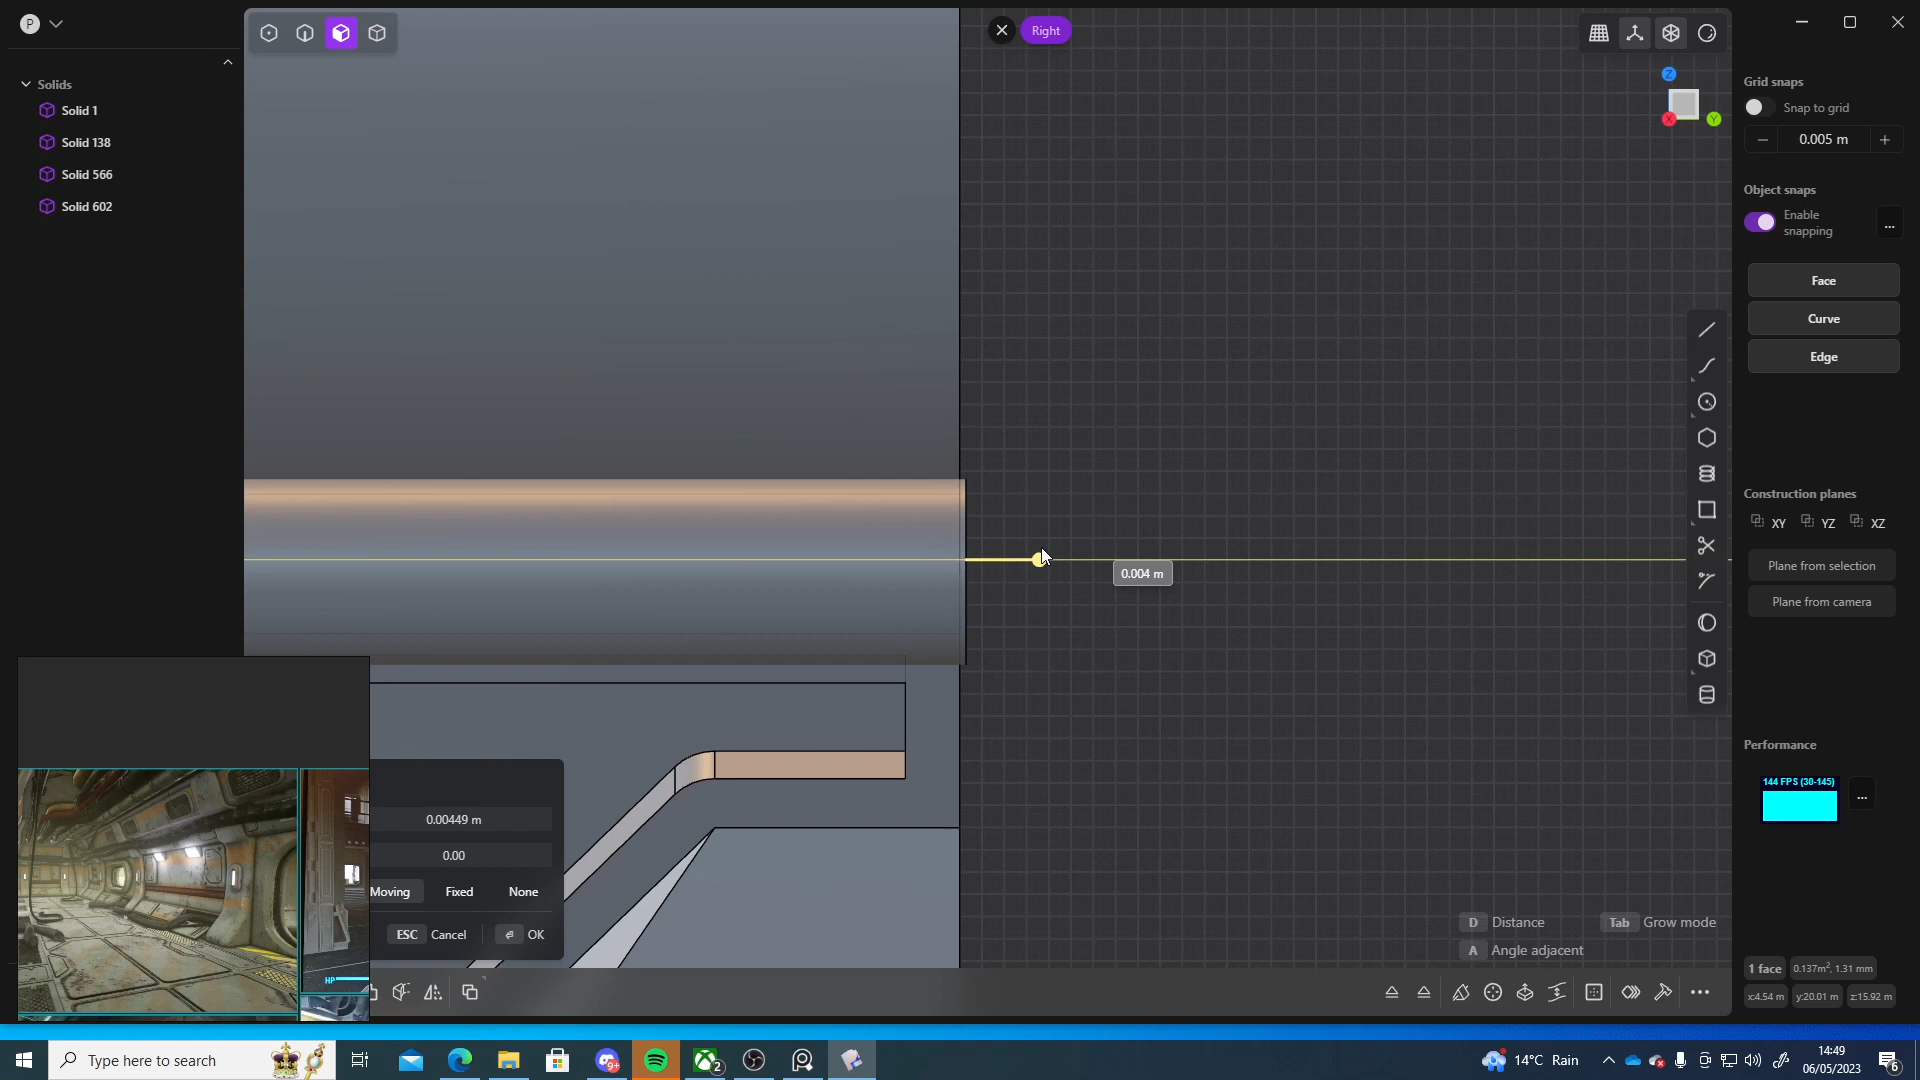 P
Solids
Solid 1
Solid 138
Solid 566
Solid 602
Right
Z
X
Y
Grid snaps
Snap to grid
0.005 m
Object snaps
Enable
snapping
...
Face
Curve
Edge
Construction planes
XY
YZ
XZ
Plane from selection
Plane from camera
0.004 m
Performance
144 FPS (30-145)
...
0.00449 m
0.00
Moving
Fixed
None
ESC
Cancel
OK
D
Distance
Tab
Grow mode
A
Angle adjacent
1 face
0.137m², 1.31 mm
x:4.54 m
y:20.01 m
z:15.92 m
HP
Type here to search
9+
2
14°C Rain
14:49
06/05/2023
6